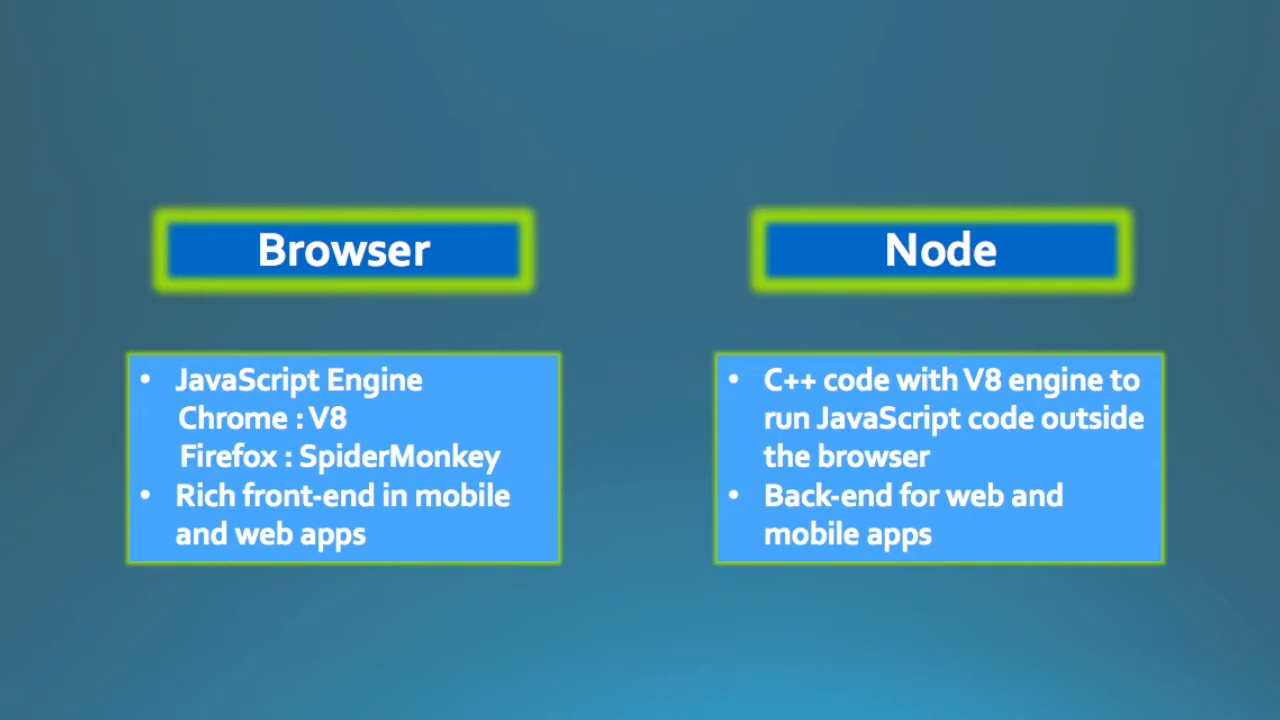 Browser
Node
• JavaScript Engine
Chrome : V8
Firefox : SpiderMonkey
• Rich front-end in mobile
and web apps
• C++ code with V8 engine to
run JavaScript code outside
the browser
• Back-end for web and
mobile apps